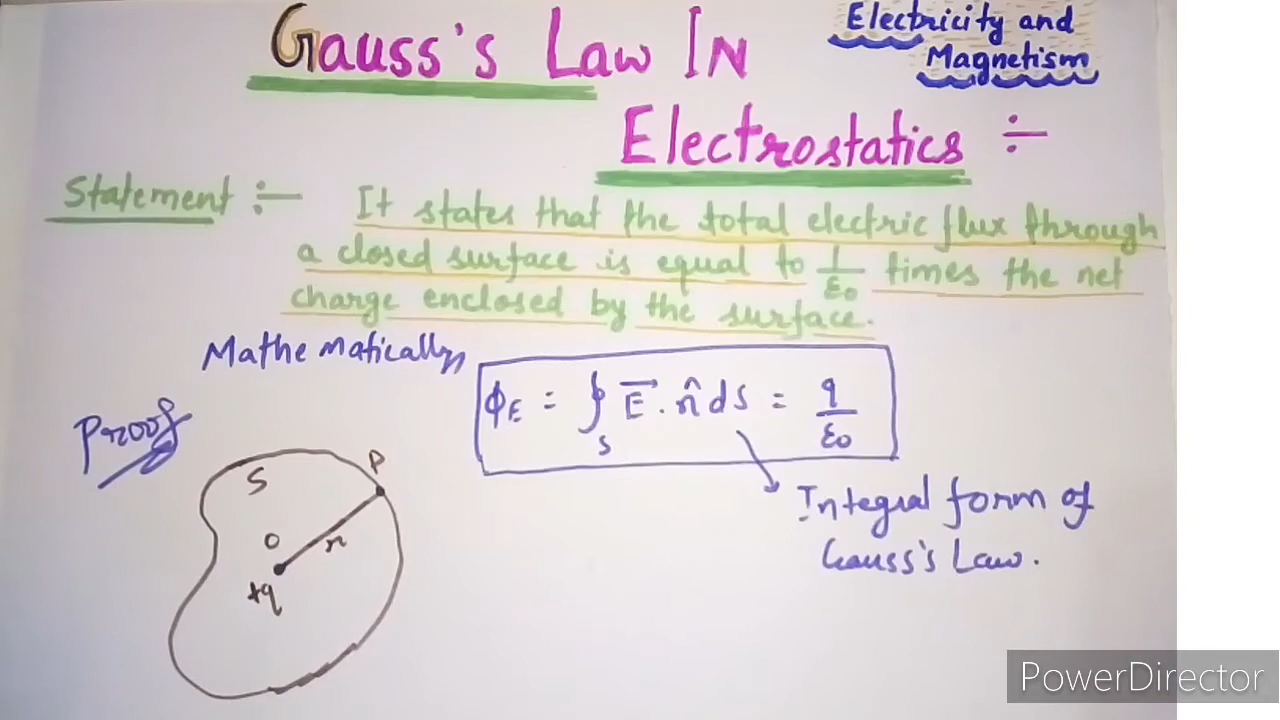 Gauss's Law IN
Electricity and
Magnetism
Electrostatics :-
Statement :- It states that the total electric flux through
a closed surface is equal to 1/ε0 times the net
charge enclosed by the surface.
Mathematically
ϕE = ∮S E⃗ . n̂ ds = q/ε0
Proof
S
P
O
r
+q
Integral form of
Gauss's Law.
PowerDirector